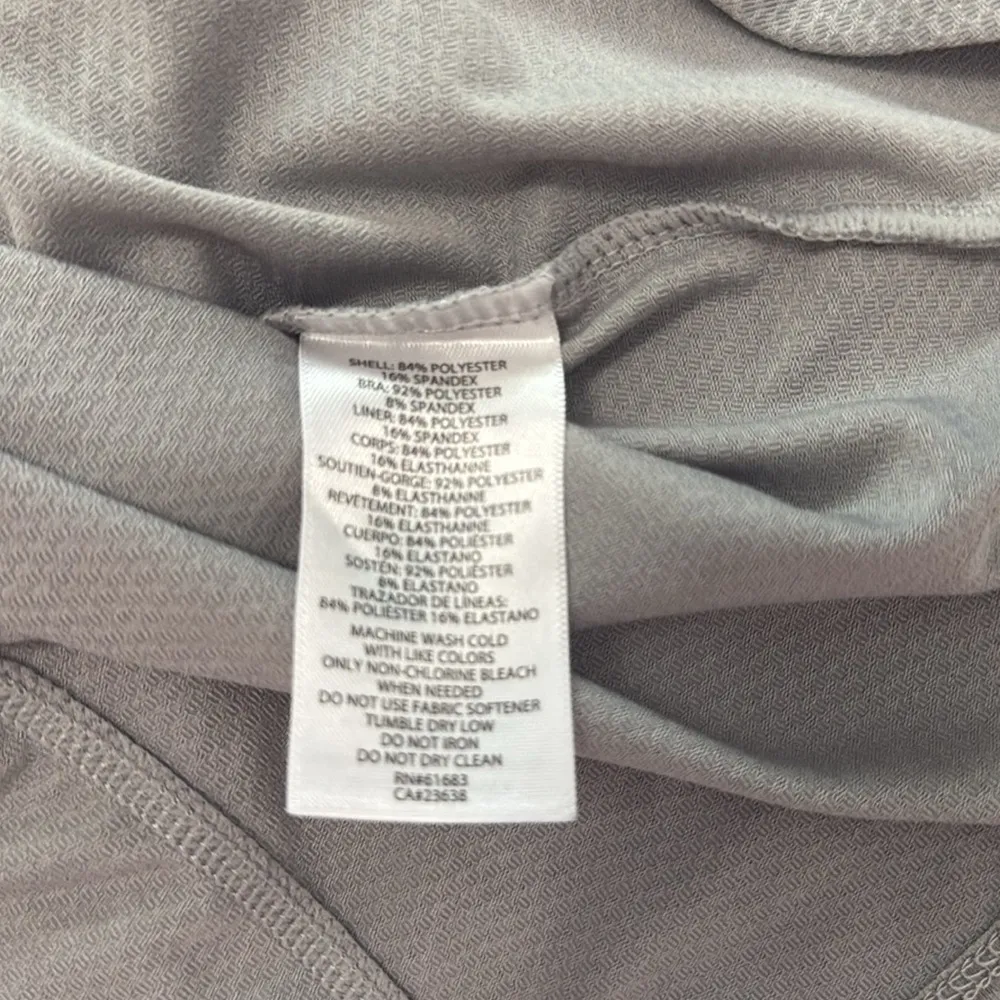 SHELL: 84% POLYESTER
16% SPANDEX
BRA: 92% POLYESTER
8% SPANDEX
LINER: 84% POLYESTER
16% SPANDEX
CORPS: 84% POLYESTER
16% ELASTHANNE
SOUTIEN-GORGE: 92% POLYESTER
8% ELASTHANNE
REVÊTEMENT: 84% POLYESTER
16% ELASTHANNE
CUERPO: 84% POLIÉSTER
16% ELASTANO
SOSTÉN: 92% POLIÉSTER
8% ELASTANO
TRAZADOR DE LÍNEAS:
84% POLIÉSTER 16% ELASTANO
MACHINE WASH COLD
WITH LIKE COLORS
ONLY NON-CHLORINE BLEACH
WHEN NEEDED
DO NOT USE FABRIC SOFTENER
TUMBLE DRY LOW
DO NOT IRON
DO NOT DRY CLEAN
RN#61683
CA#23638